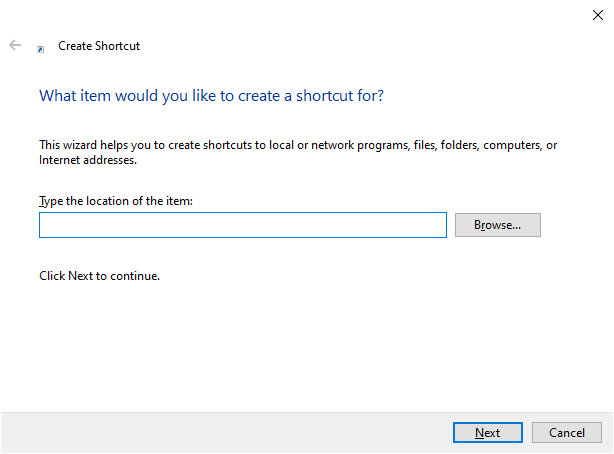 Create Shortcut
What item would you like to create a shortcut for?
This wizard helps you to create shortcuts to local or network programs, files, folders, computers, or
Internet addresses.
Type the location of the item:
Browse...
Click Next to continue.
Next
Cancel